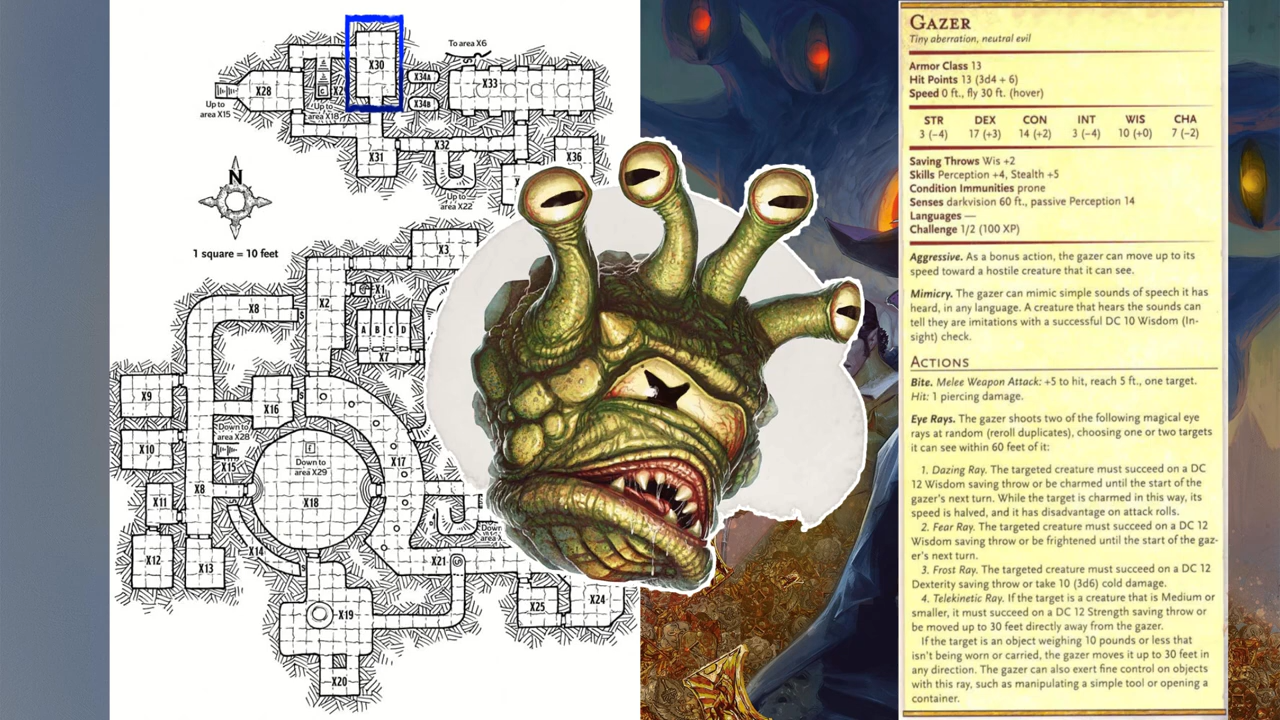 To area X6
X30
X28
X33
X34A
X34B
Up to
area X15
Up to
area X18
X32
X31
X36
Up to
area X22
N
1 square = 10 feet
X3
X2
X1
X8
A B C D
X7
X9
X16
Down to
area X28
X10
X15
X17
Down to
area X29
X8
X11
X18
X14
X12
X13
X21
X19
X25
X24
X20
GAZER
Tiny aberration, neutral evil
Armor Class 13
Hit Points 13 (3d4 + 6)
Speed 0 ft., fly 30 ft. (hover)
STR DEX CON INT WIS CHA
3 (−4) 17 (+3) 14 (+2) 3 (−4) 10 (+0) 7 (−2)
Saving Throws Wis +2
Skills Perception +4, Stealth +5
Condition Immunities prone
Senses darkvision 60 ft., passive Perception 14
Languages —
Challenge 1/2 (100 XP)
Aggressive. As a bonus action, the gazer can move up to its
speed toward a hostile creature that it can see.
Mimicry. The gazer can mimic simple sounds of speech it has
heard, in any language. A creature that hears the sounds can
tell they are imitations with a successful DC 10 Wisdom (In-
sight) check.
ACTIONS
Bite. Melee Weapon Attack: +5 to hit, reach 5 ft., one target.
Hit: 1 piercing damage.
Eye Rays. The gazer shoots two of the following magical eye
rays at random (reroll duplicates), choosing one or two targets
it can see within 60 feet of it:
1. Dazing Ray. The targeted creature must succeed on a DC
12 Wisdom saving throw or be charmed until the start of the
gazer's next turn. While the target is charmed in this way, its
speed is halved, and it has disadvantage on attack rolls.
2. Fear Ray. The targeted creature must succeed on a DC 12
Wisdom saving throw or be frightened until the start of the gaz-
er's next turn.
3. Frost Ray. The targeted creature must succeed on a DC 12
Dexterity saving throw or take 10 (3d6) cold damage.
4. Telekinetic Ray. If the target is a creature that is Medium or
smaller, it must succeed on a DC 12 Strength saving throw or
be moved up to 30 feet directly away from the gazer.
If the target is an object weighing 10 pounds or less that
isn't being worn or carried, the gazer moves it up to 30 feet in
any direction. The gazer can also exert fine control on objects
with this ray, such as manipulating a simple tool or opening a
container.